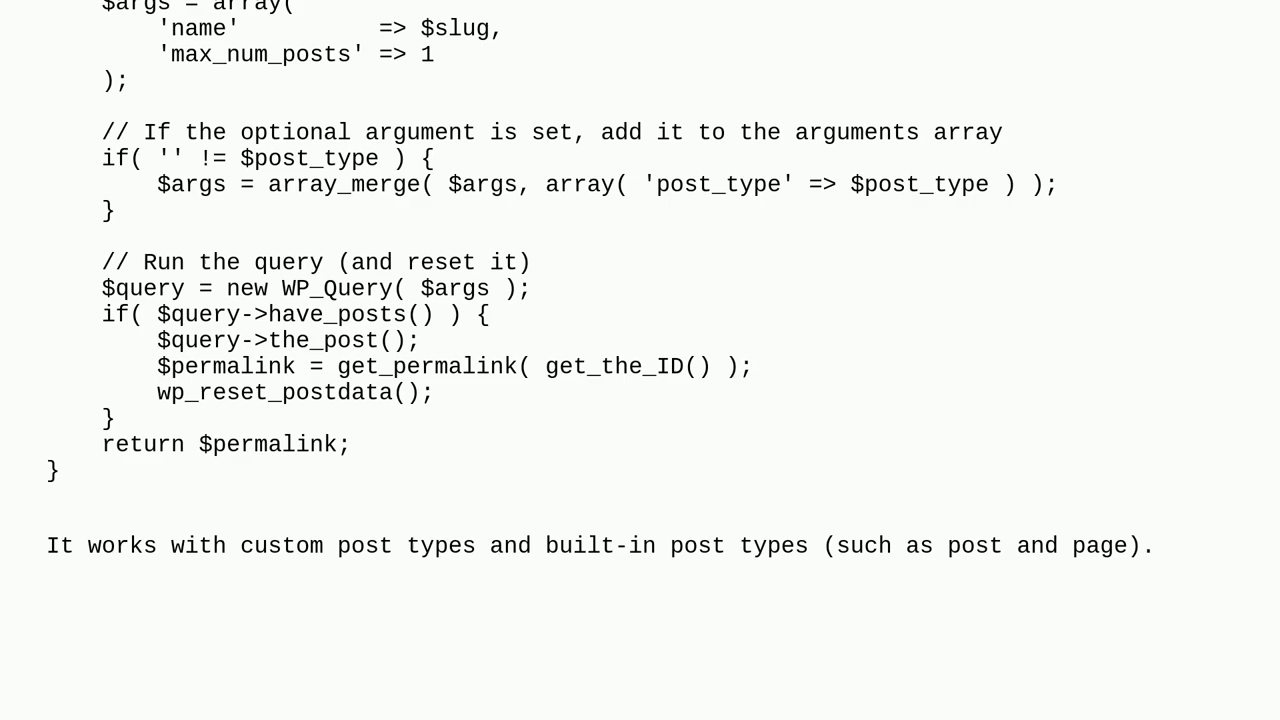 $args = array(
'name'          => $slug,
'max_num_posts' => 1
);
// If the optional argument is set, add it to the arguments array
if( '' != $post_type ) {
$args = array_merge( $args, array( 'post_type' => $post_type ) );
}
// Run the query (and reset it)
$query = new WP_Query( $args );
if( $query->have_posts() ) {
$query->the_post();
$permalink = get_permalink( get_the_ID() );
wp_reset_postdata();
}
return $permalink;
}
It works with custom post types and built-in post types (such as post and page).